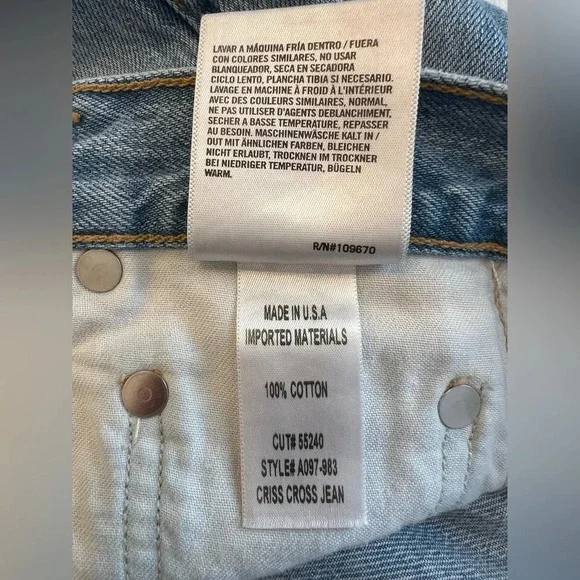 LAVAR A MÁQUINA FRÍA DENTRO / FUERA
CON COLORES SIMILARES, NO USAR
BLANQUEADOR, SECA EN SECADORA
CICLO LENTO, PLANCHA TIBIA SI NECESARIO.
LAVAGE EN MACHINE À FROID À L'INTÉRIEUR
AVEC DES COULEURS SIMILAIRES, NORMAL,
NE PAS UTILISER D'AGENTS DEBLANCHIMENT,
SECHER A BASSE TEMPERATURE, REPASSER
AU BESOIN. MASCHINENWÄSCHE KALT IN /
OUT MIT ÄHNLICHEN FARBEN, BLEICHEN
NICHT ERLAUBT, TROCKNEN IM TROCKNER
BEI NIEDRIGER TEMPERATUR, BÜGELN
WARM.
R/N#109670
MADE IN U.S.A
IMPORTED MATERIALS
100% COTTON
CUT# 55240
STYLE# A097-983
CRISS CROSS JEAN